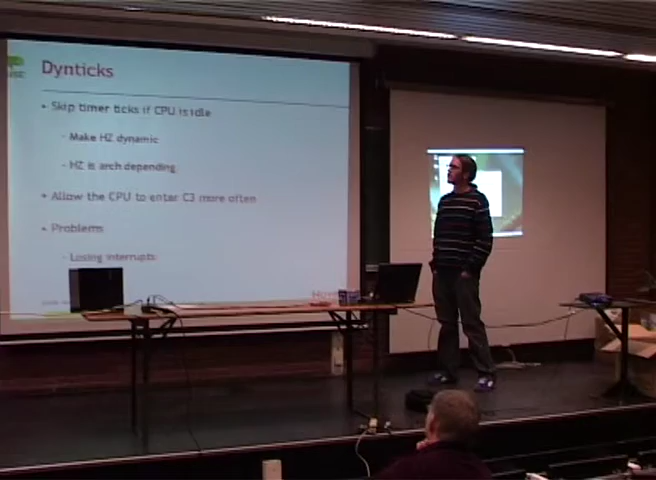 Dynticks
• Skip timer ticks if CPU is idle
– Make HZ dynamic
– HZ is arch depending
• Allow the CPU to enter C3 more often
• Problems
– Losing interrupts